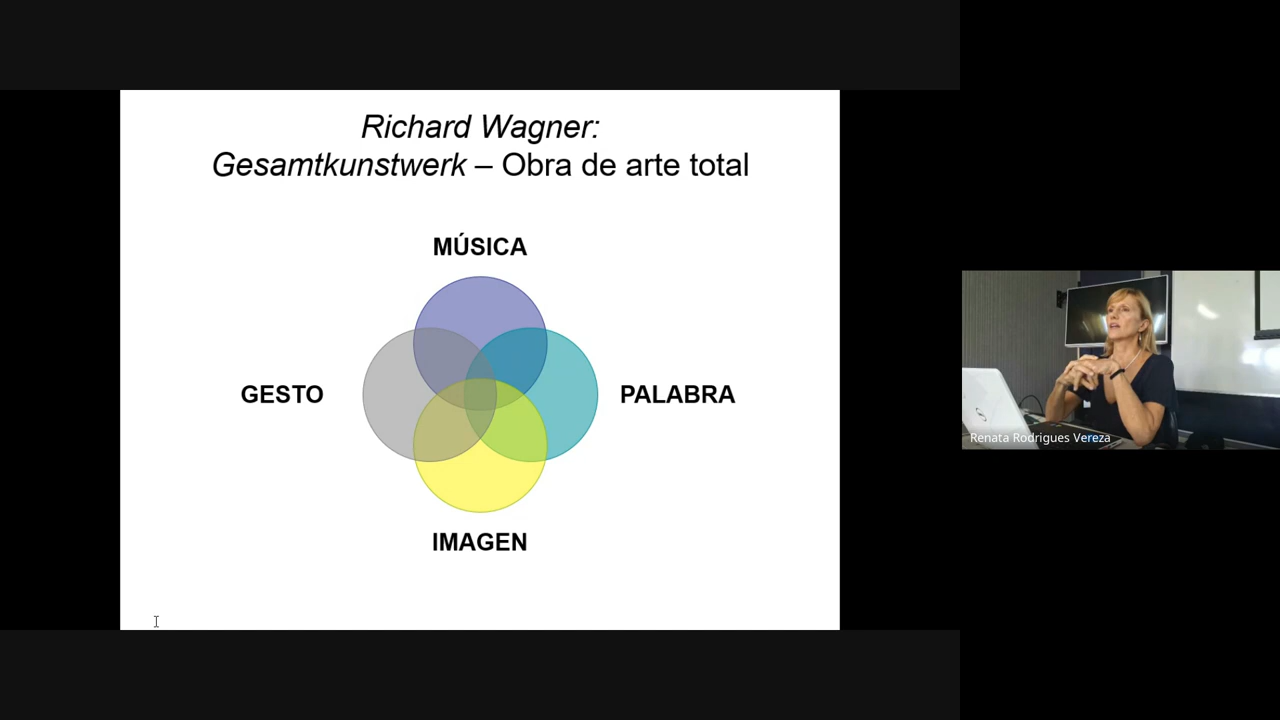 Richard Wagner:
Gesamtkunstwerk – Obra de arte total
MÚSICA
GESTO
PALABRA
IMAGEN
Renata Rodrigues Vereza